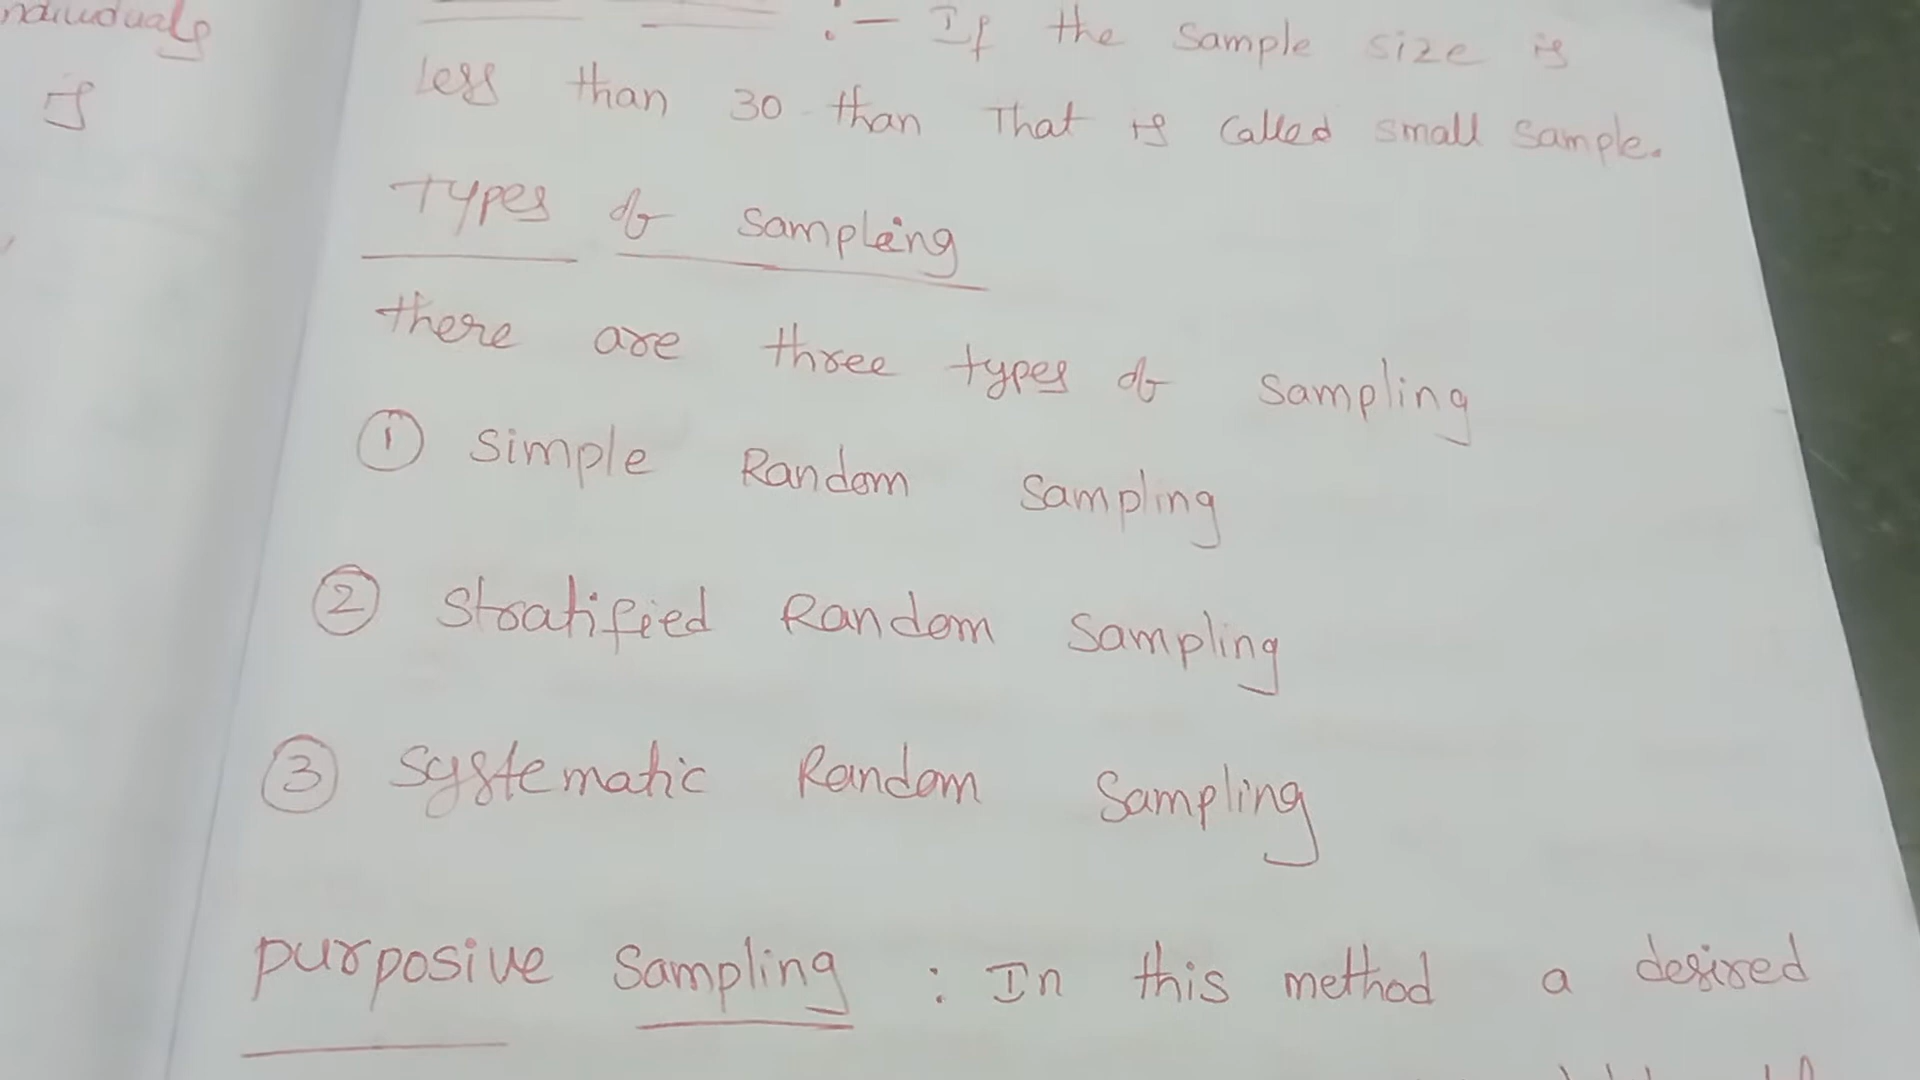 ndividuals
is
:- If the sample size is
less than 30 than That is called small sample.
Types of sampling
there are three types of sampling
① simple Random sampling
② stratified Random sampling
③ systematic Random sampling
purposive sampling : In this method a desired